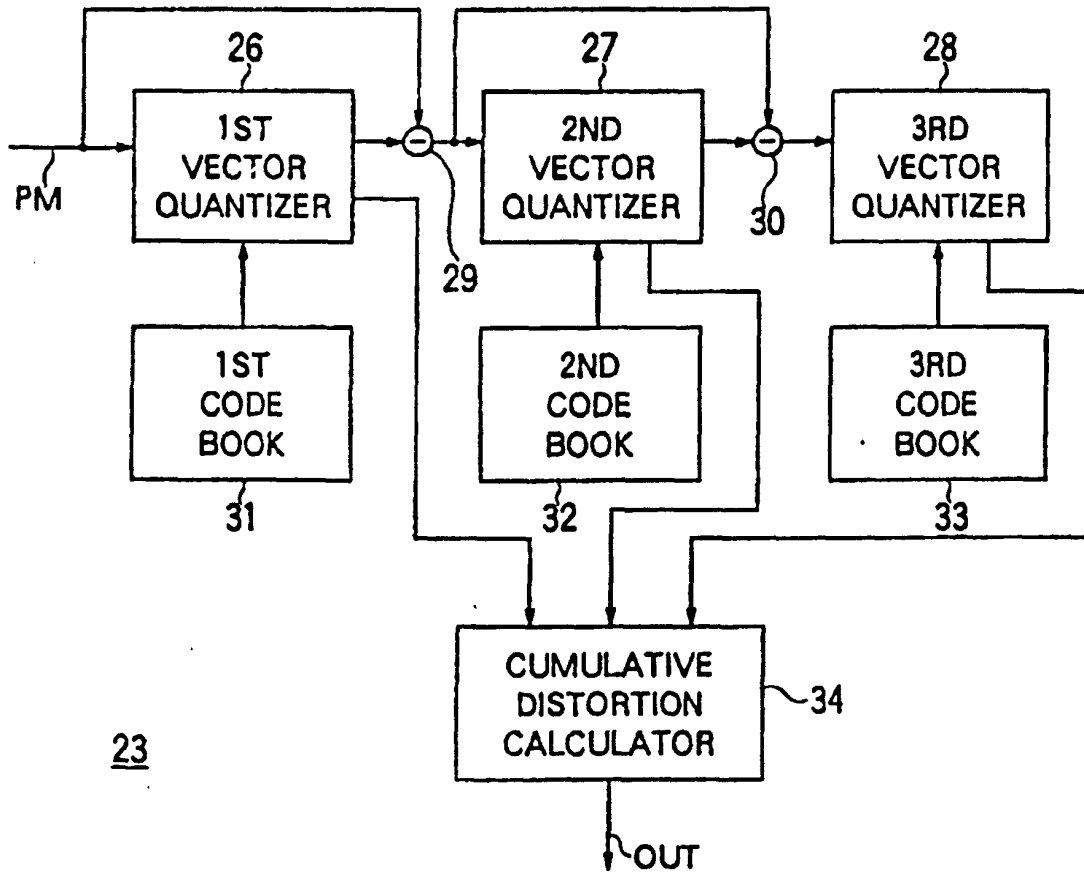 26
27
28
1ST
VECTOR
QUANTIZER
2ND
VECTOR
QUANTIZER
3RD
VECTOR
QUANTIZER
PM
29
30
1ST
CODE
BOOK
2ND
CODE
BOOK
3RD
CODE
BOOK
31
32
33
CUMULATIVE
DISTORTION
CALCULATOR
34
23
OUT